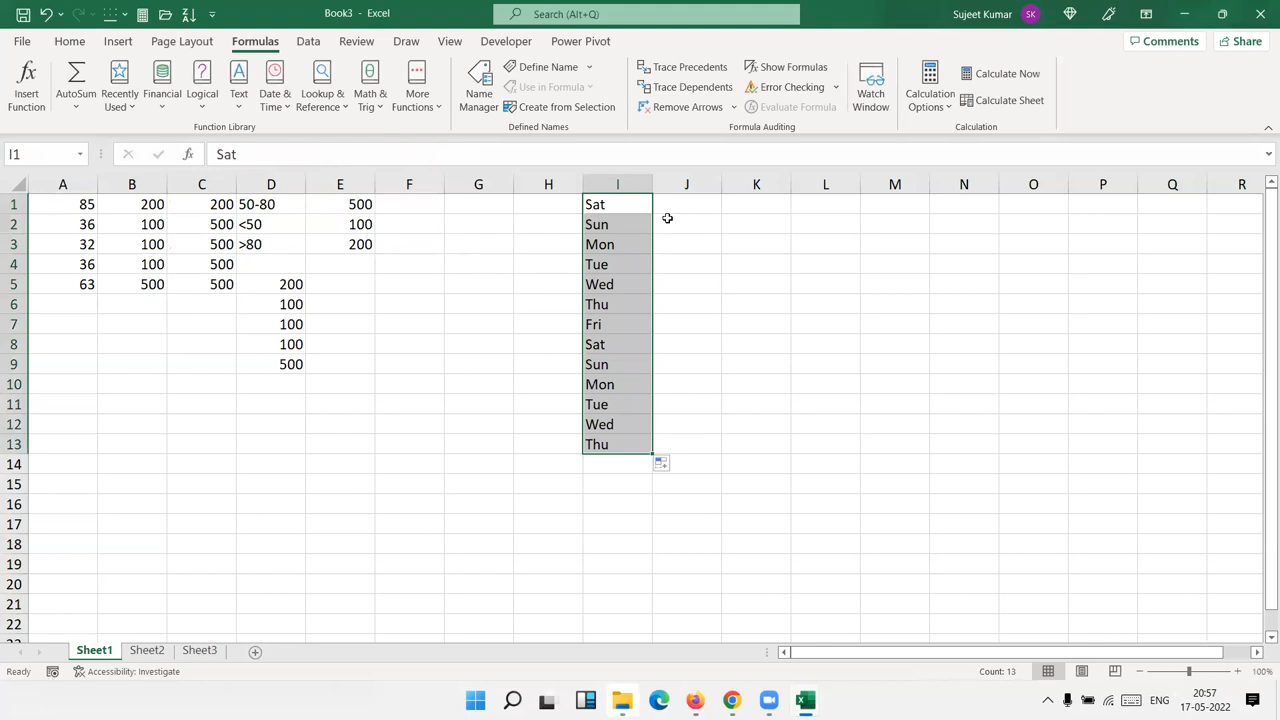 Book3 - Excel
Search (Alt+Q)
Sujeet Kumar SK
File Home Insert Page Layout Formulas Data Review View Draw Developer Power Pivot
Comments Share
Insert Function
AutoSum
Recently Used
Financial
Logical
Text
Date & Time
Lookup & Reference
Math & Trig
More Functions
Function Library
Name Manager
Define Name
Use in Formula
Create from Selection
Defined Names
Trace Precedents
Trace Dependents
Remove Arrows
Show Formulas
Error Checking
Evaluate Formula
Formula Auditing
Watch Window
Calculation Options
Calculate Now
Calculate Sheet
Calculation
I1 fx Sat
A B C D E F G H I J K L M N O P Q R
1 85 200 200 50-80 500 Sat
2 36 100 500 <50 100 Sun
3 32 100 500 >80 200 Mon
4 36 100 500 Tue
5 63 500 500 200 Wed
6 100 Thu
7 100 Fri
8 100 Sat
9 500 Sun
10 Mon
11 Tue
12 Wed
13 Thu
14
15
16
17
18
19
20
21
22
Sheet1 Sheet2 Sheet3
Ready Accessibility: Investigate Count: 13 100%
ENG 20:57
17-05-2022